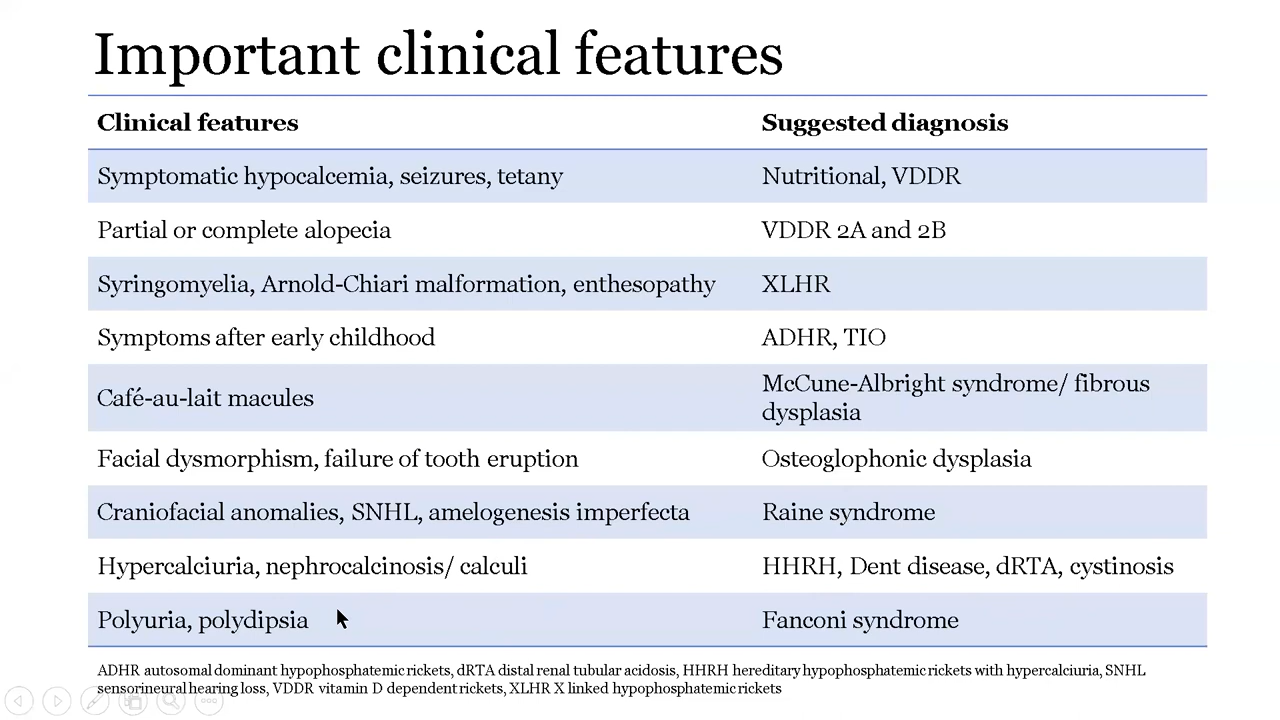 Important clinical features
Clinical features Suggested diagnosis
Symptomatic hypocalcemia, seizures, tetany Nutritional, VDDR
Partial or complete alopecia VDDR 2A and 2B
Syringomyelia, Arnold-Chiari malformation, enthesopathy XLHR
Symptoms after early childhood ADHR, TIO
Café-au-lait macules McCune-Albright syndrome/ fibrous
dysplasia
Facial dysmorphism, failure of tooth eruption Osteoglophonic dysplasia
Craniofacial anomalies, SNHL, amelogenesis imperfecta Raine syndrome
Hypercalciuria, nephrocalcinosis/ calculi HHRH, Dent disease, dRTA, cystinosis
Polyuria, polydipsia Fanconi syndrome
ADHR autosomal dominant hypophosphatemic rickets, dRTA distal renal tubular acidosis, HHRH hereditary hypophosphatemic rickets with hypercalciuria, SNHL
sensorineural hearing loss, VDDR vitamin D dependent rickets, XLHR X linked hypophosphatemic rickets